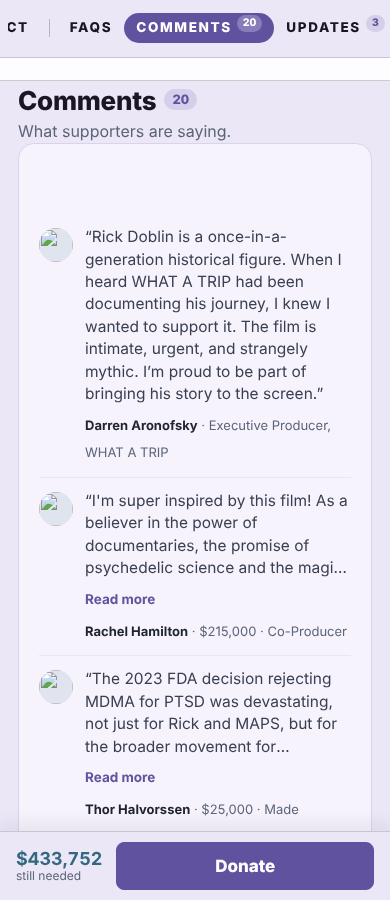 CT FAQS COMMENTS 20 UPDATES 3
Comments 20
What supporters are saying.
“Rick Doblin is a once-in-a-
generation historical figure. When I
heard WHAT A TRIP had been
documenting his journey, I knew I
wanted to support it. The film is
intimate, urgent, and strangely
mythic. I’m proud to be part of
bringing his story to the screen.”
Darren Aronofsky · Executive Producer,
WHAT A TRIP
“I'm super inspired by this film! As a
believer in the power of
documentaries, the promise of
psychedelic science and the magi...
Read more
Rachel Hamilton · $215,000 · Co-Producer
“The 2023 FDA decision rejecting
MDMA for PTSD was devastating,
not just for Rick and MAPS, but for
the broader movement for...
Read more
Thor Halvorssen · $25,000 · Made
$433,752
still needed
Donate